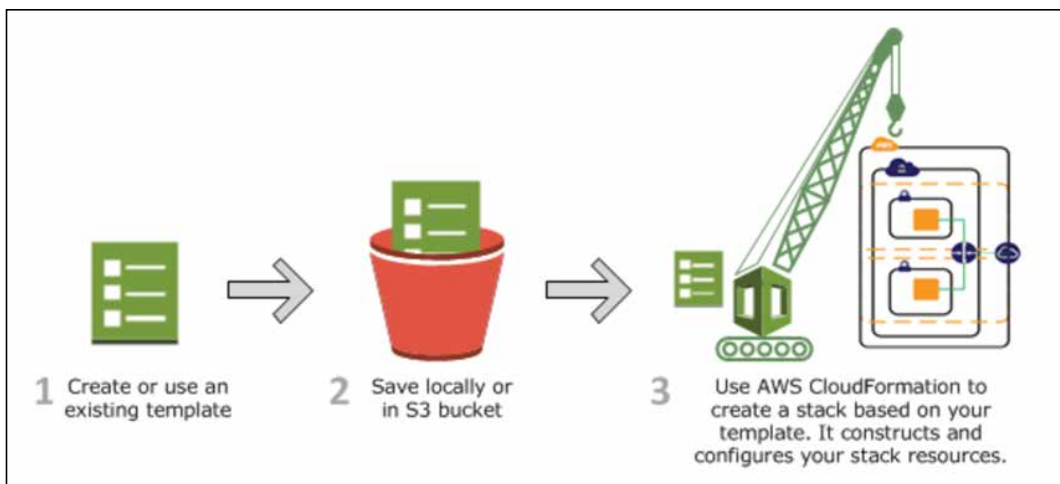 1 Create or use an
existing template
2 Save locally or
in S3 bucket
3 Use AWS CloudFormation to
create a stack based on your
template. It constructs and
configures your stack resources.